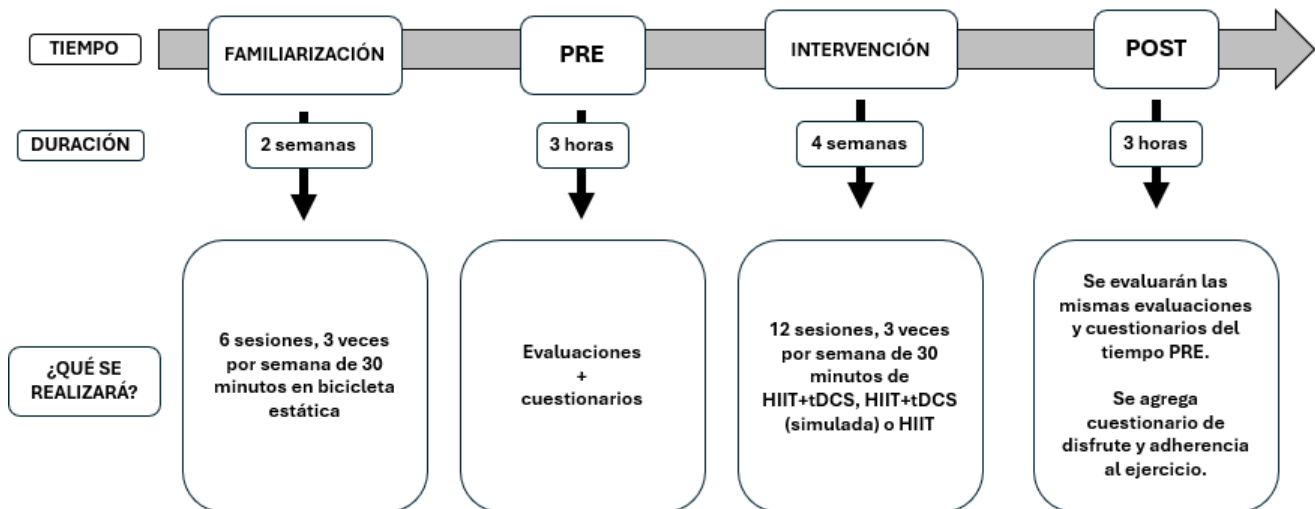 TIEMPO
FAMILIARIZACIÓN
PRE
INTERVENCIÓN
POST
DURACIÓN
2 semanas
3 horas
4 semanas
3 horas
¿QUÉ SE
REALIZARÁ?
6 sesiones, 3 veces
por semana de 30
minutos en bicicleta
estática
Evaluaciones
+
cuestionarios
12 sesiones, 3 veces
por semana de 30
minutos de
HIIT+tDCS, HIIT+tDCS
(simulada) o HIIT
Se evaluarán las
mismas evaluaciones
y cuestionarios del
tiempo PRE.
Se agrega
cuestionario de
disfrute y adherencia
al ejercicio.